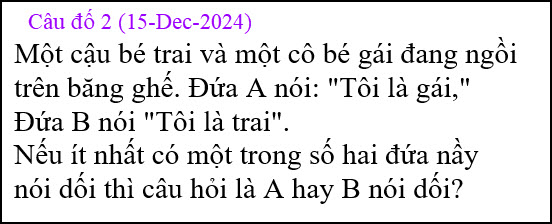 Câu đố 2 (15-Dec-2024)
Một cậu bé trai và một cô bé gái đang ngồi
trên băng ghế. Đứa A nói: "Tôi là gái,"
Đứa B nói "Tôi là trai".
Nếu ít nhất có một trong số hai đứa nầy
nói dối thì câu hỏi là A hay B nói dối?